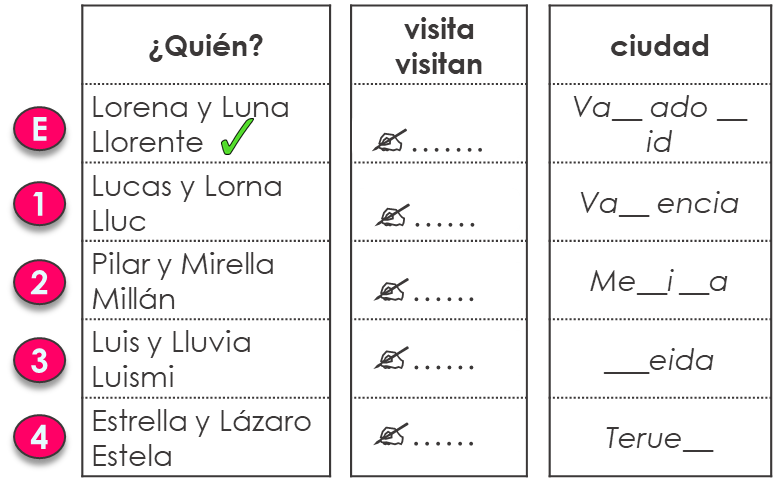 ¿Quién?
visita
visitan
ciudad
E
Lorena y Luna
Llorente
.......
Va__ ado __
id
1
Lucas y Lorna
Lluc
......
Va__ encia
2
Pilar y Mirella
Millán
......
Me__i __a
3
Luis y Lluvia
Luismi
......
___eida
4
Estrella y Lázaro
Estela
......
Terue__